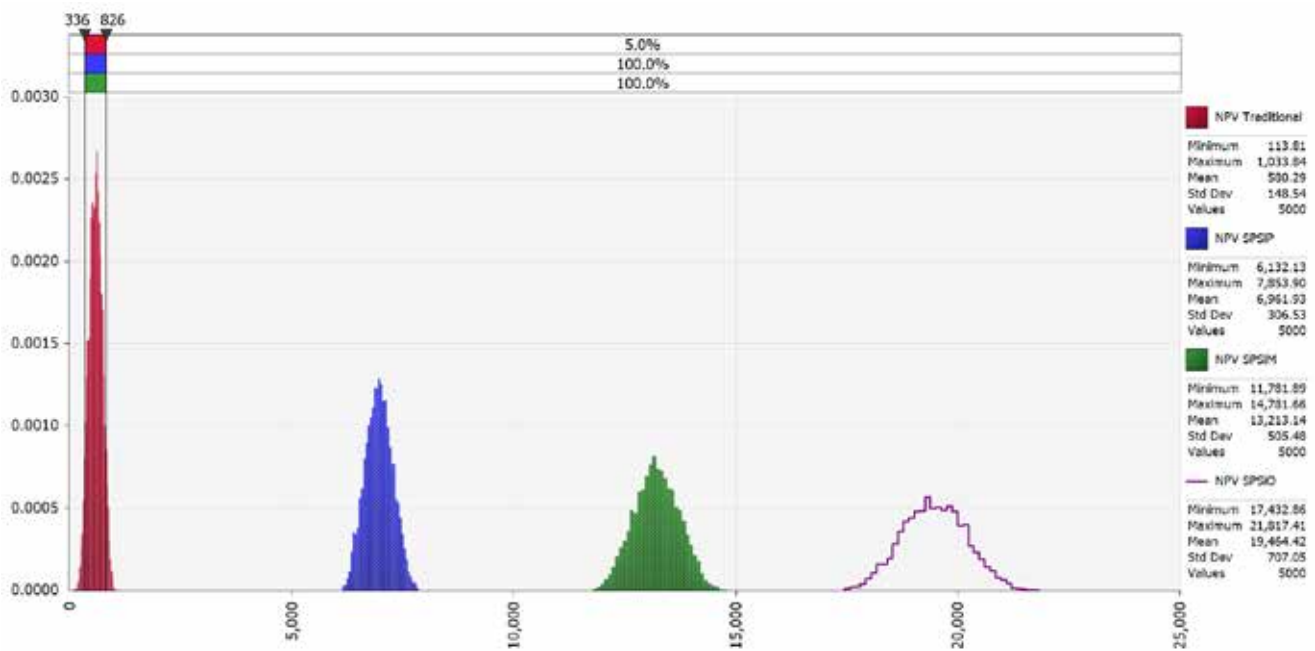 336 826
5.0%
100.0%
100.0%
0.0030
0.0025
0.0020
0.0015
0.0010
0.0005
0.0000
0
5,000
10,000
15,000
20,000
25,000
NPV Traditional
Minimum 113.81
Maximum 1,033.84
Mean 580.29
Std Dev 148.54
Values 5000
NPV SPSIP
Minimum 6,132.13
Maximum 7,853.90
Mean 6,961.93
Std Dev 306.53
Values 5000
NPV SPSIM
Minimum 11,781.89
Maximum 14,781.66
Mean 13,213.14
Std Dev 505.48
Values 5000
NPV SPSIO
Minimum 17,432.86
Maximum 21,817.41
Mean 19,464.42
Std Dev 707.05
Values 5000